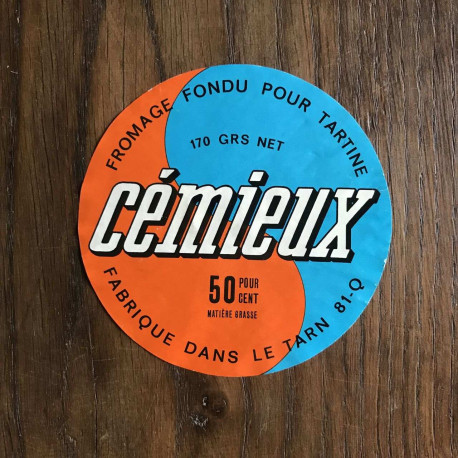 FROMAGE FONDU POUR TARTINE
170 GRS NET
cémieux
50 POUR CENT
MATIÈRE GRASSE
FABRIQUE DANS LE TARN 81-Q